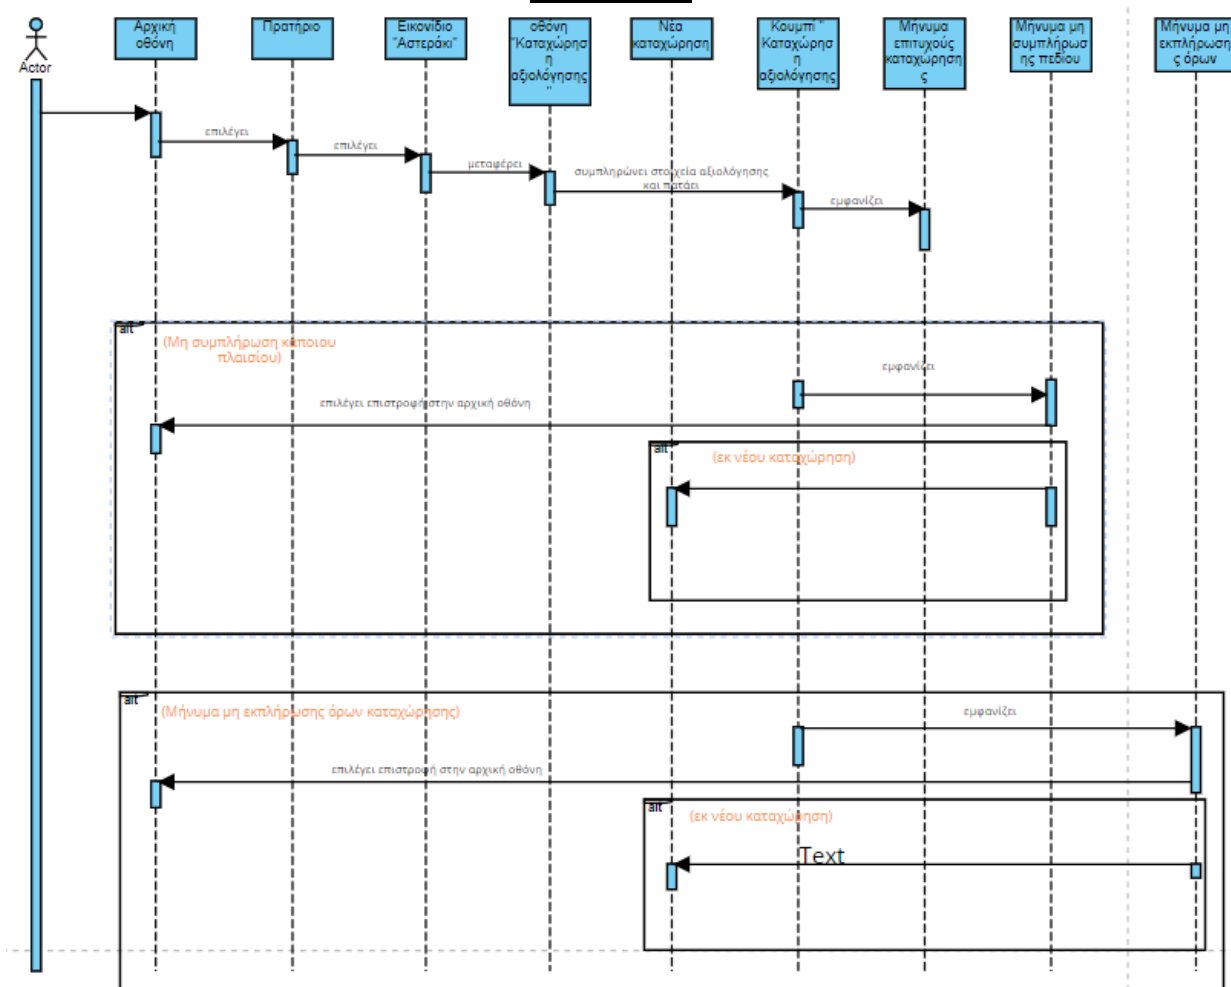 Actor
Αρχική
οθόνη
Πρατήριο
Εικονίδιο
"Αστεράκι"
οθόνη
"Καταχώρησ
η
αξιολόγησης
"
Νέα
καταχώρηση
Κουμπί "
Καταχώρησ
η
αξιολόγησης
Μήνυμα
επιτυχούς
καταχώρηση
ς
Μήνυμα μη
συμπλήρωσ
ης πεδίου
Μήνυμα μη
εκπλήρωση
ς όρων
επιλέγει
επιλέγει
μεταφέρει
συμπληρώνει στοιχεία αξιολόγησης
και πατάει
εμφανίζει
alt
(Μη συμπλήρωση κάποιου
πλαισίου)
εμφανίζει
επιλέγει επιστροφή στην αρχική οθόνη
alt
(εκ νέου καταχώρηση)
alt
(Μήνυμα μη εκπλήρωσης όρων καταχώρησης)
εμφανίζει
επιλέγει επιστροφή στην αρχική οθόνη
alt
(εκ νέου καταχώρηση)
Text